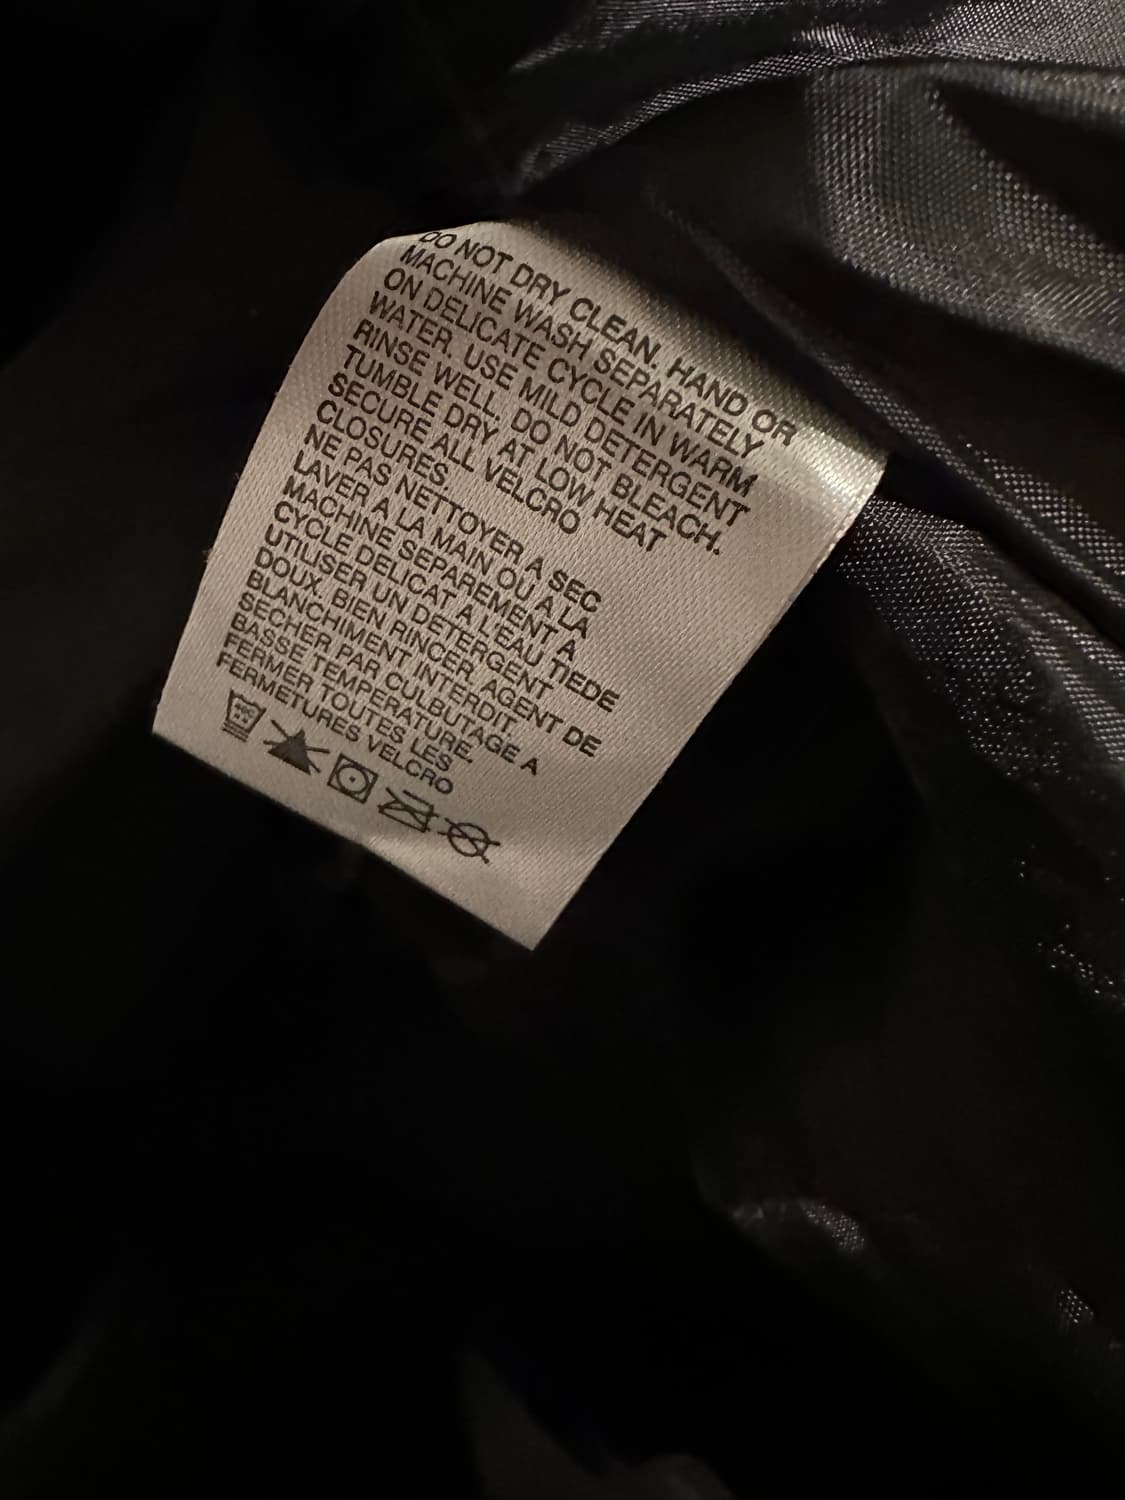 DO NOT DRY CLEAN. HAND OR
MACHINE WASH SEPARATELY
ON DELICATE CYCLE IN WARM
WATER. USE MILD DETERGENT
RINSE WELL, DO NOT BLEACH.
TUMBLE DRY AT LOW HEAT
SECURE ALL VELCRO
CLOSURES.
NE PAS NETTOYER A SEC
LAVER A LA MAIN OU A LA
MACHINE SEPAREMENT A
CYCLE DELICAT A L'EAU TIEDE
UTILISER UN DETERGENT
DOUX. BIEN RINCER, AGENT DE
BLANCHIMENT INTERDIT.
SECHER PAR CULBUTAGE A
BASSE TEMPERATURE.
FERMER TOUTES LES
FERMETURES VELCRO